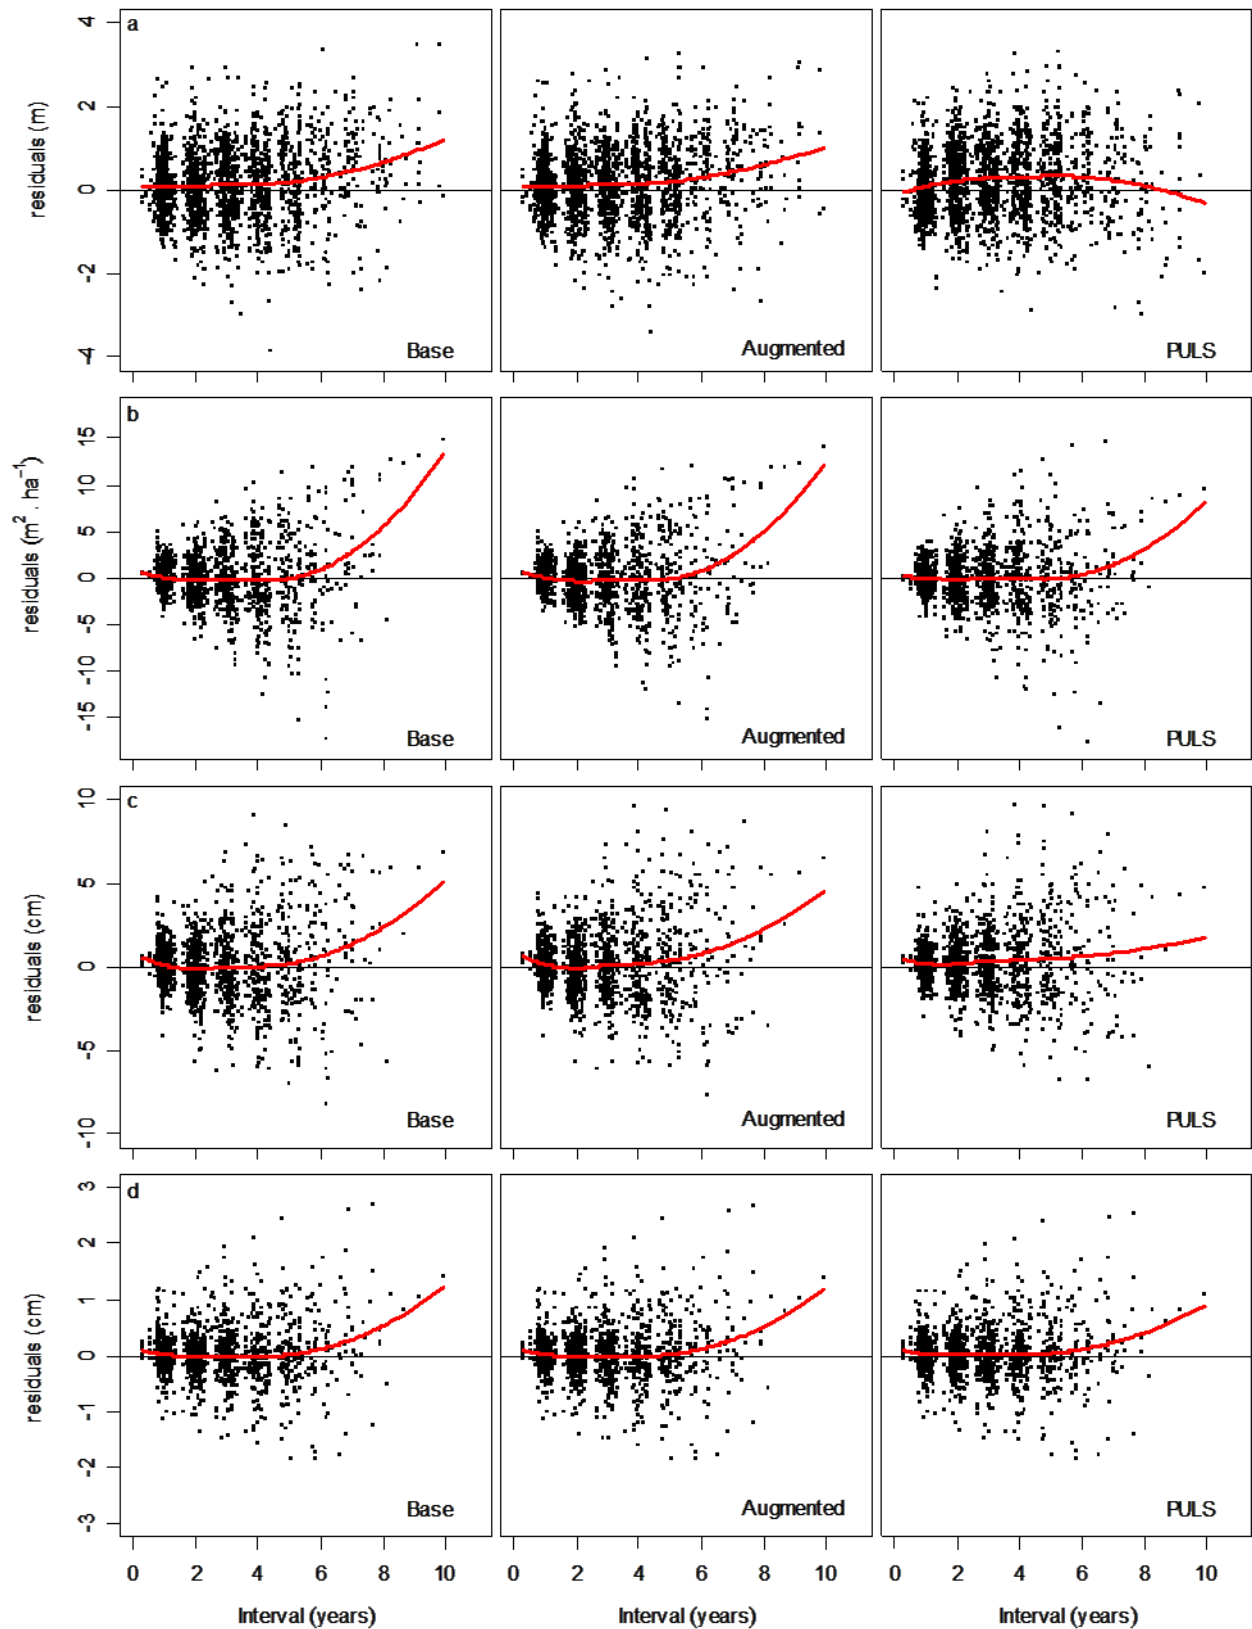 a
4
2
0
-2
-4
residuals (m)
Base
Augmented
PULS
b
15
10
5
0
-5
-10
-15
residuals (m² . ha⁻¹)
Base
Augmented
PULS
c
10
5
0
-5
-10
residuals (cm)
Base
Augmented
PULS
d
3
2
1
0
-1
-2
-3
residuals (cm)
Base
Augmented
PULS
0 2 4 6 8 10 0 2 4 6 8 10 0 2 4 6 8 10
Interval (years) Interval (years) Interval (years)